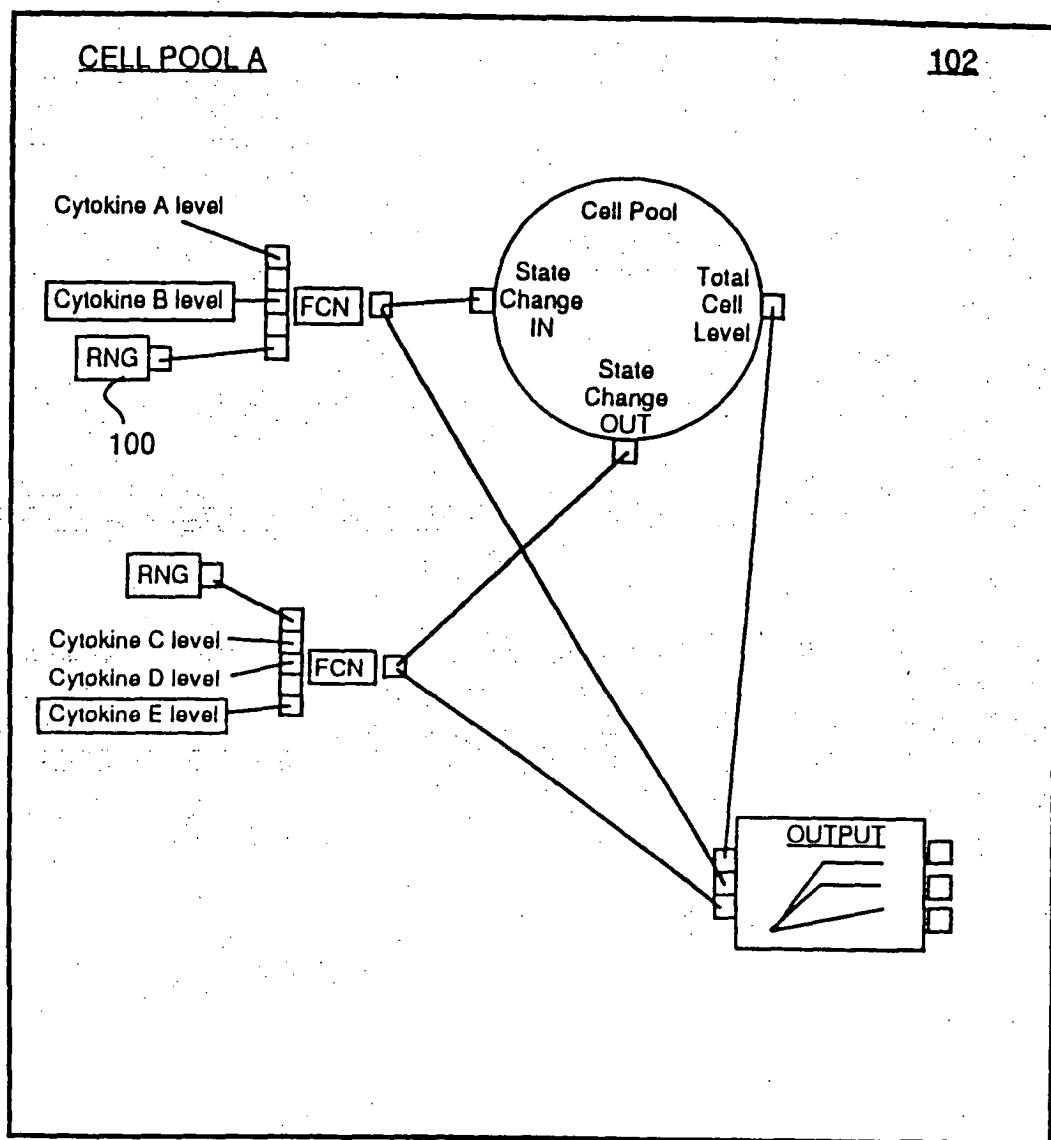 CELL POOL A
102
Cytokine A level
Cytokine B level
RNG
100
FCN
Cell Pool
State
Change
IN
Total
Cell
Level
State
Change
OUT
RNG
Cytokine C level
Cytokine D level
Cytokine E level
FCN
OUTPUT